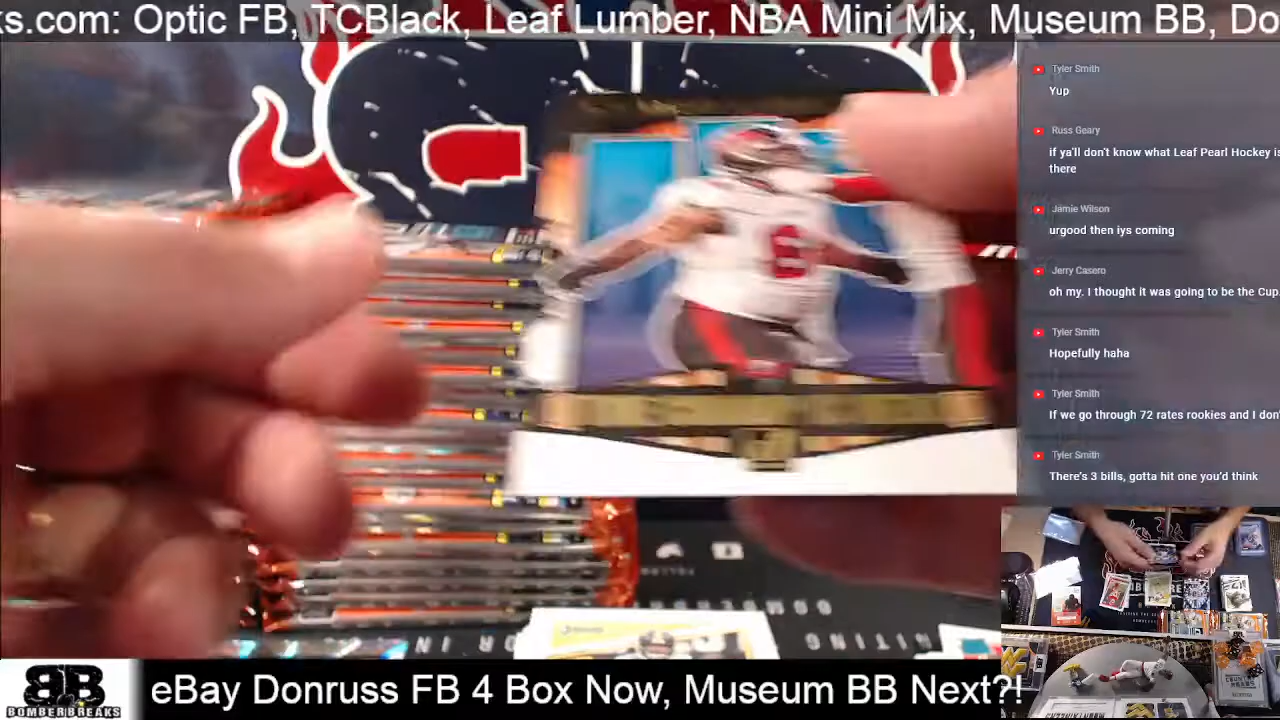 ks.com: Optic FB, TCBlack, Leaf Lumber, NBA Mini Mix, Museum BB, Do
Tyler Smith
Yup
Russ Geary
if ya'll don't know what Leaf Pearl Hockey is
there
Jamie Wilson
urgood then iys coming
Jerry Casero
oh my. I thought it was going to be the Cup
Tyler Smith
Hopefully haha
Tyler Smith
If we go through 72 rates rookies and I don
Tyler Smith
There's 3 bills, gotta hit one you'd think
6
FOLLOW
BOMBER
BB
BOMBERBREAKS
eBay Donruss FB 4 Box Now, Museum BB Next?!